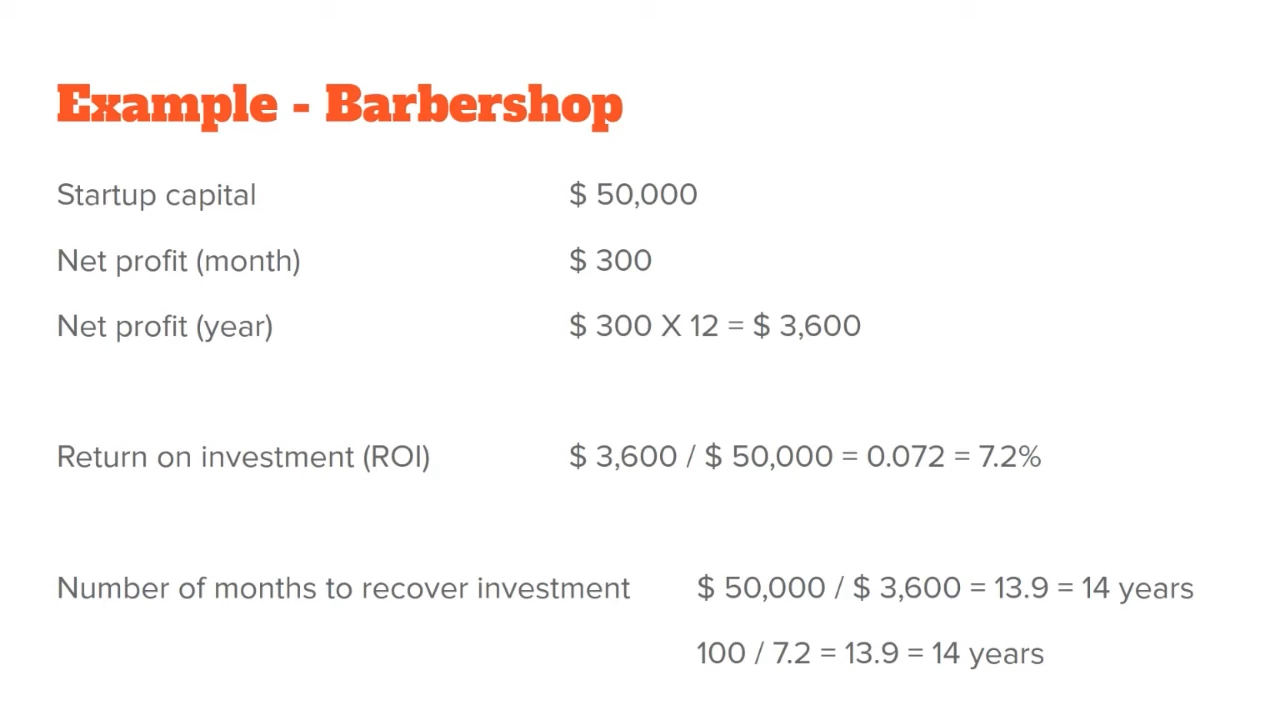 Example - Barbershop
Startup capital $ 50,000
Net profit (month) $ 300
Net profit (year) $ 300 X 12 = $ 3,600
Return on investment (ROI) $ 3,600 / $ 50,000 = 0.072 = 7.2%
Number of months to recover investment $ 50,000 / $ 3,600 = 13.9 = 14 years
100 / 7.2 = 13.9 = 14 years